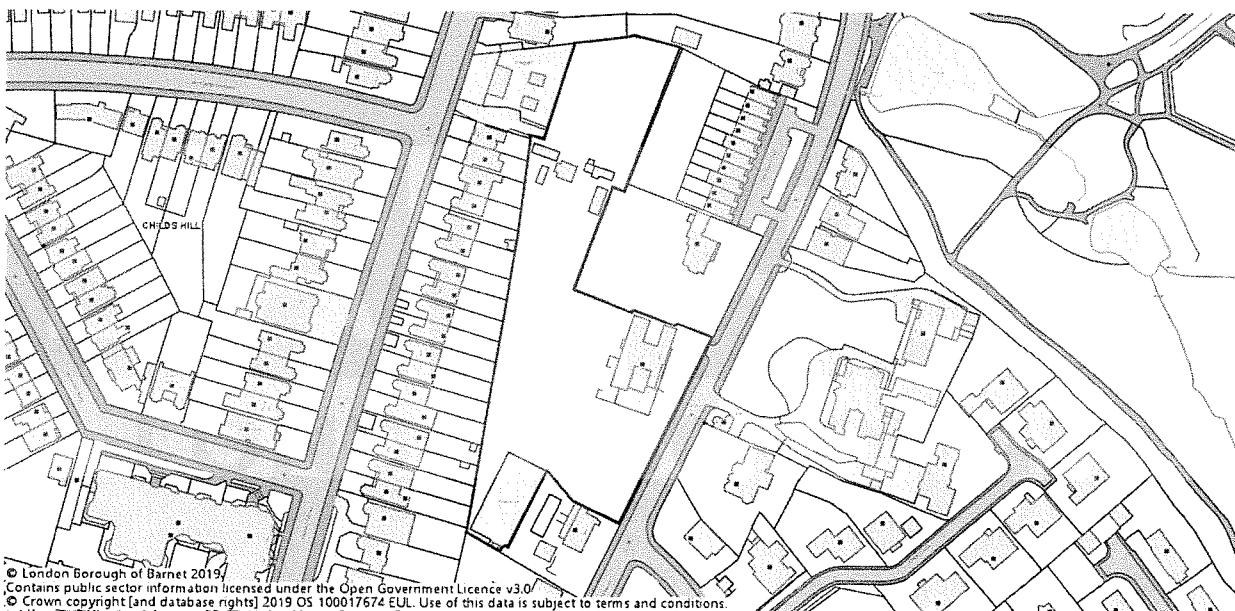 CHILDS HILL
© London Borough of Barnet 2019.
Contains public sector information licensed under the Open Government Licence v3.0
© Crown copyright [and database rights] 2019 OS 100017674 EUL. Use of this data is subject to terms and conditions.